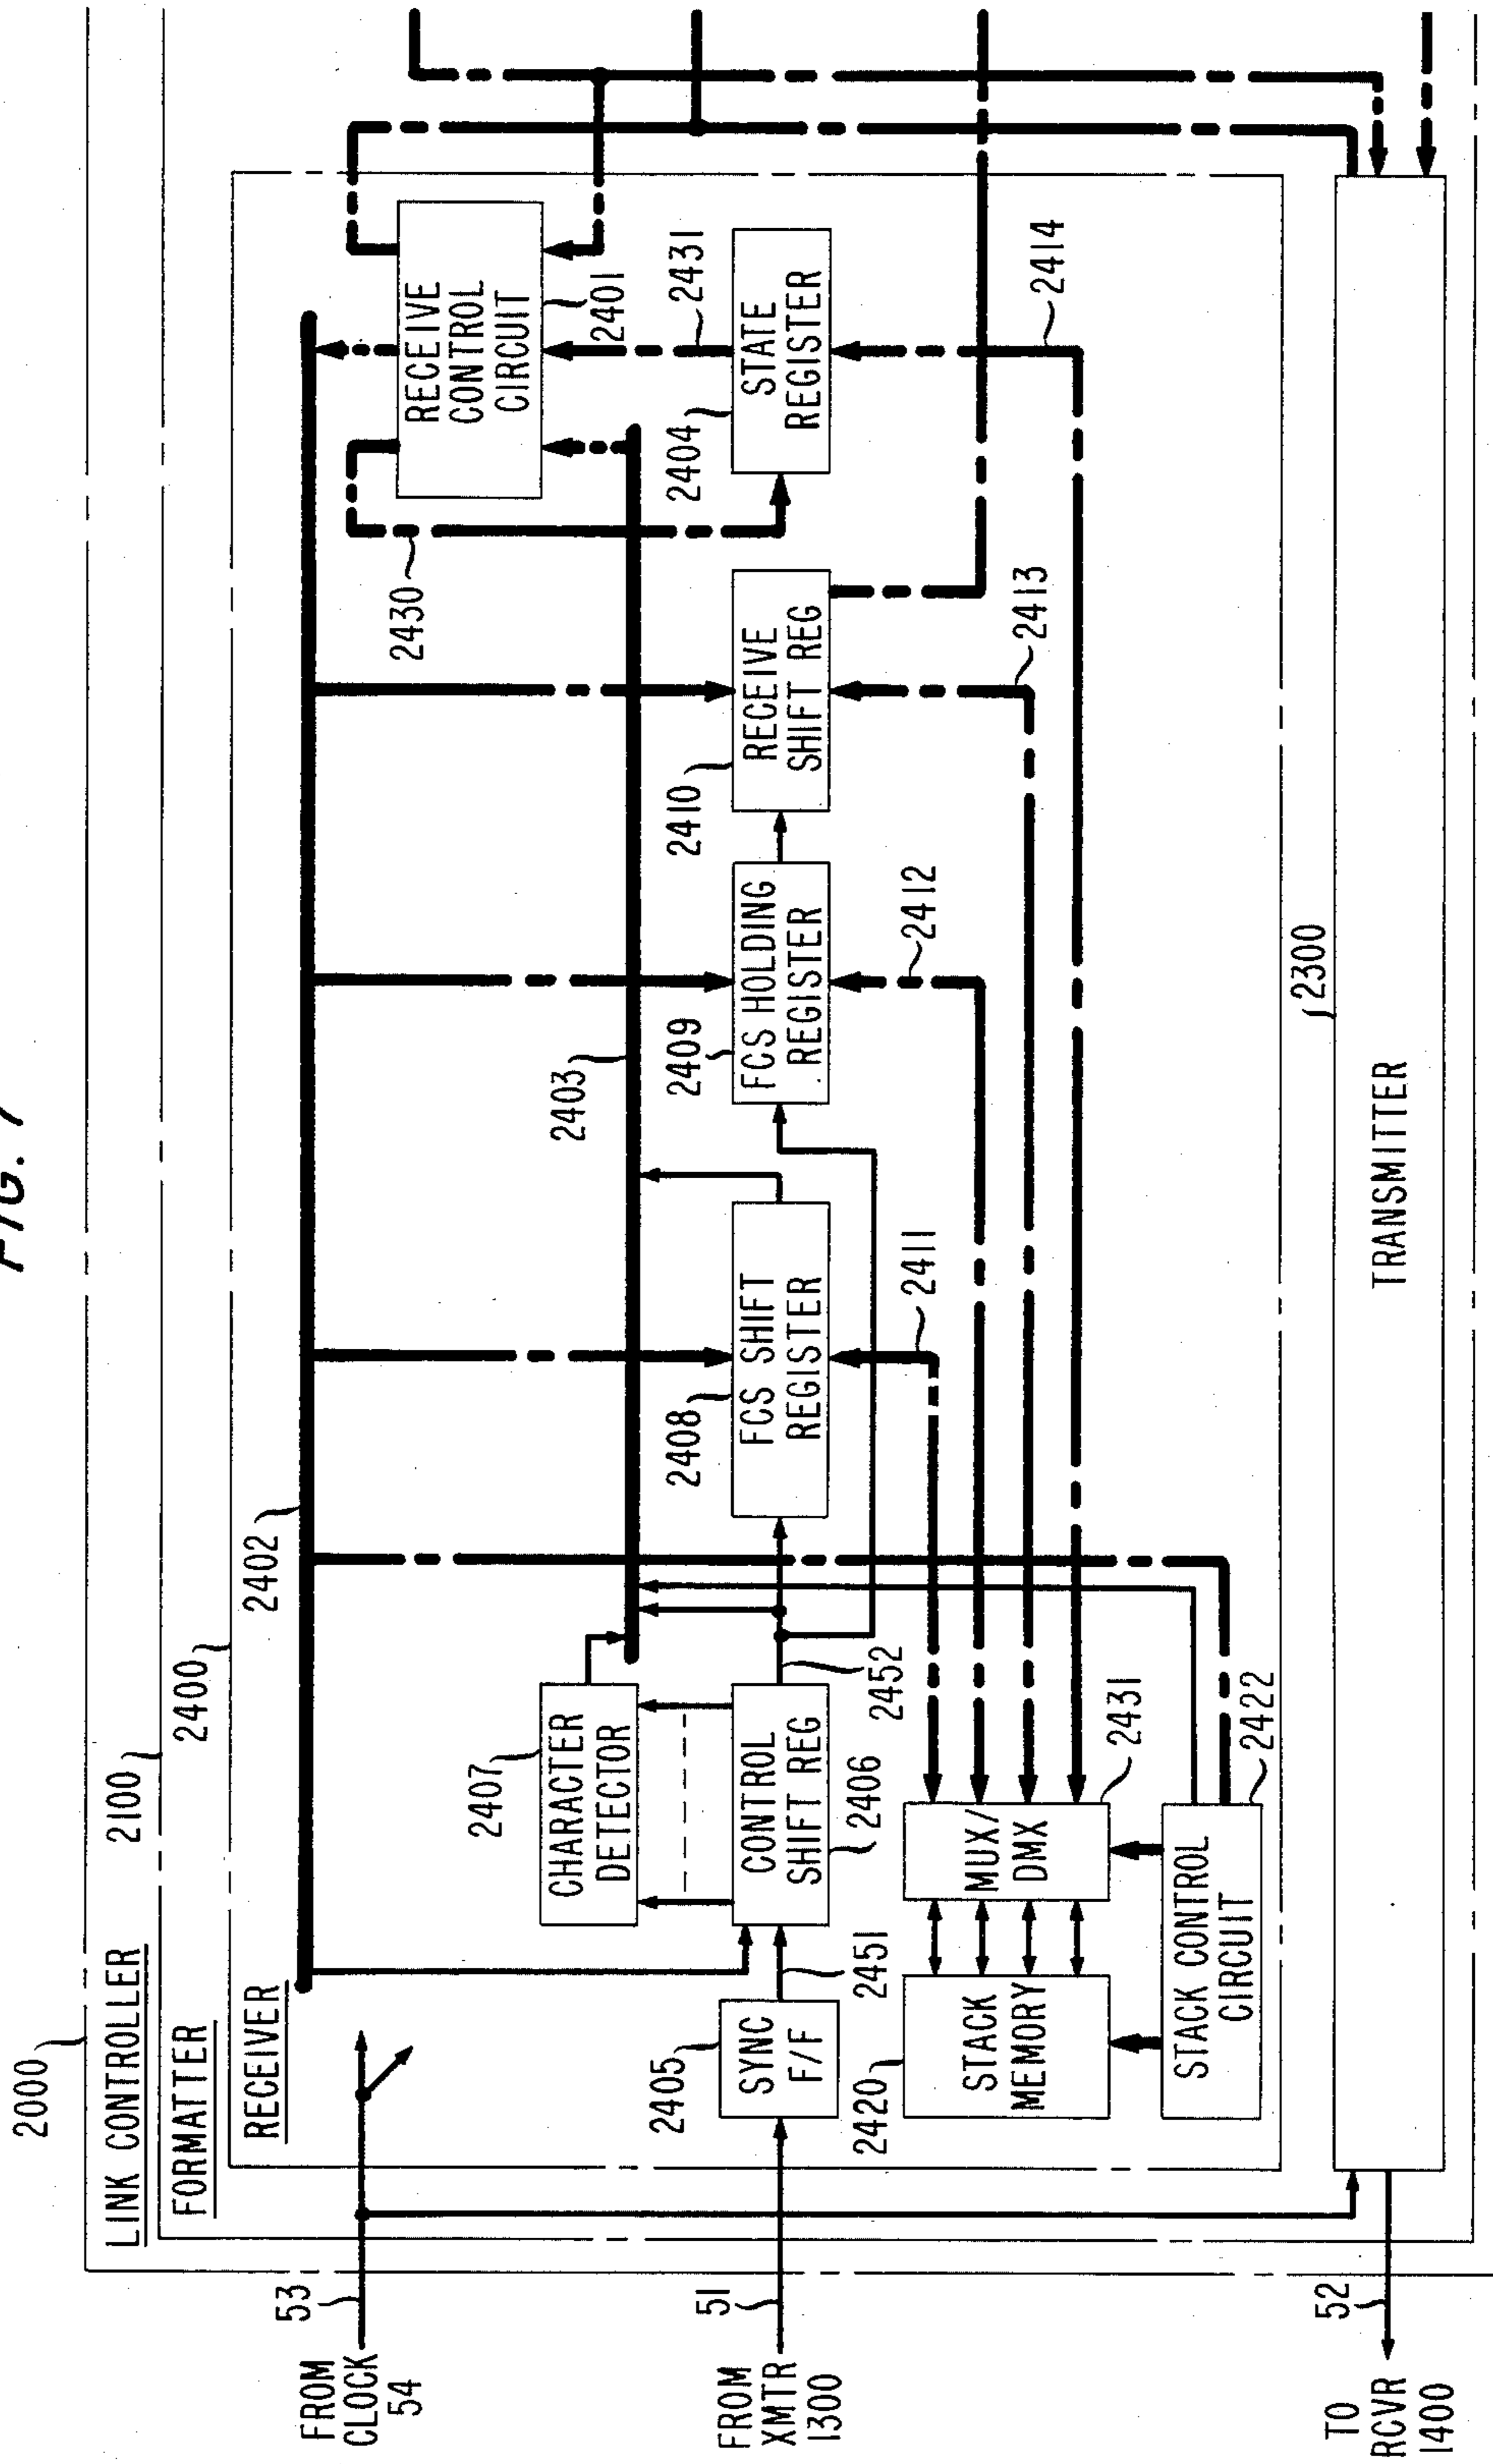 FIG. 7
2000
LINK CONTROLLER
2100
FORMATTER
2400
RECEIVER
2402
FROM
CLOCK
54
53
2403
2430
RECEIVE
CONTROL
CIRCUIT
2401
2431
2407
CHARACTER
DETECTOR
FROM
XMTR
1300
51
2405
SYNC
F/F
2451
CONTROL
SHIFT REG
2406
2452
2408
FCS SHIFT
REGISTER
2409
FCS HOLDING
REGISTER
2410
RECEIVE
SHIFT REG
2404
STATE
REGISTER
2411
2412
2413
2414
2420
STACK
MEMORY
MUX/
DMX
2431
STACK CONTROL
CIRCUIT
2422
2300
TRANSMITTER
TO
RCVR
1400
52